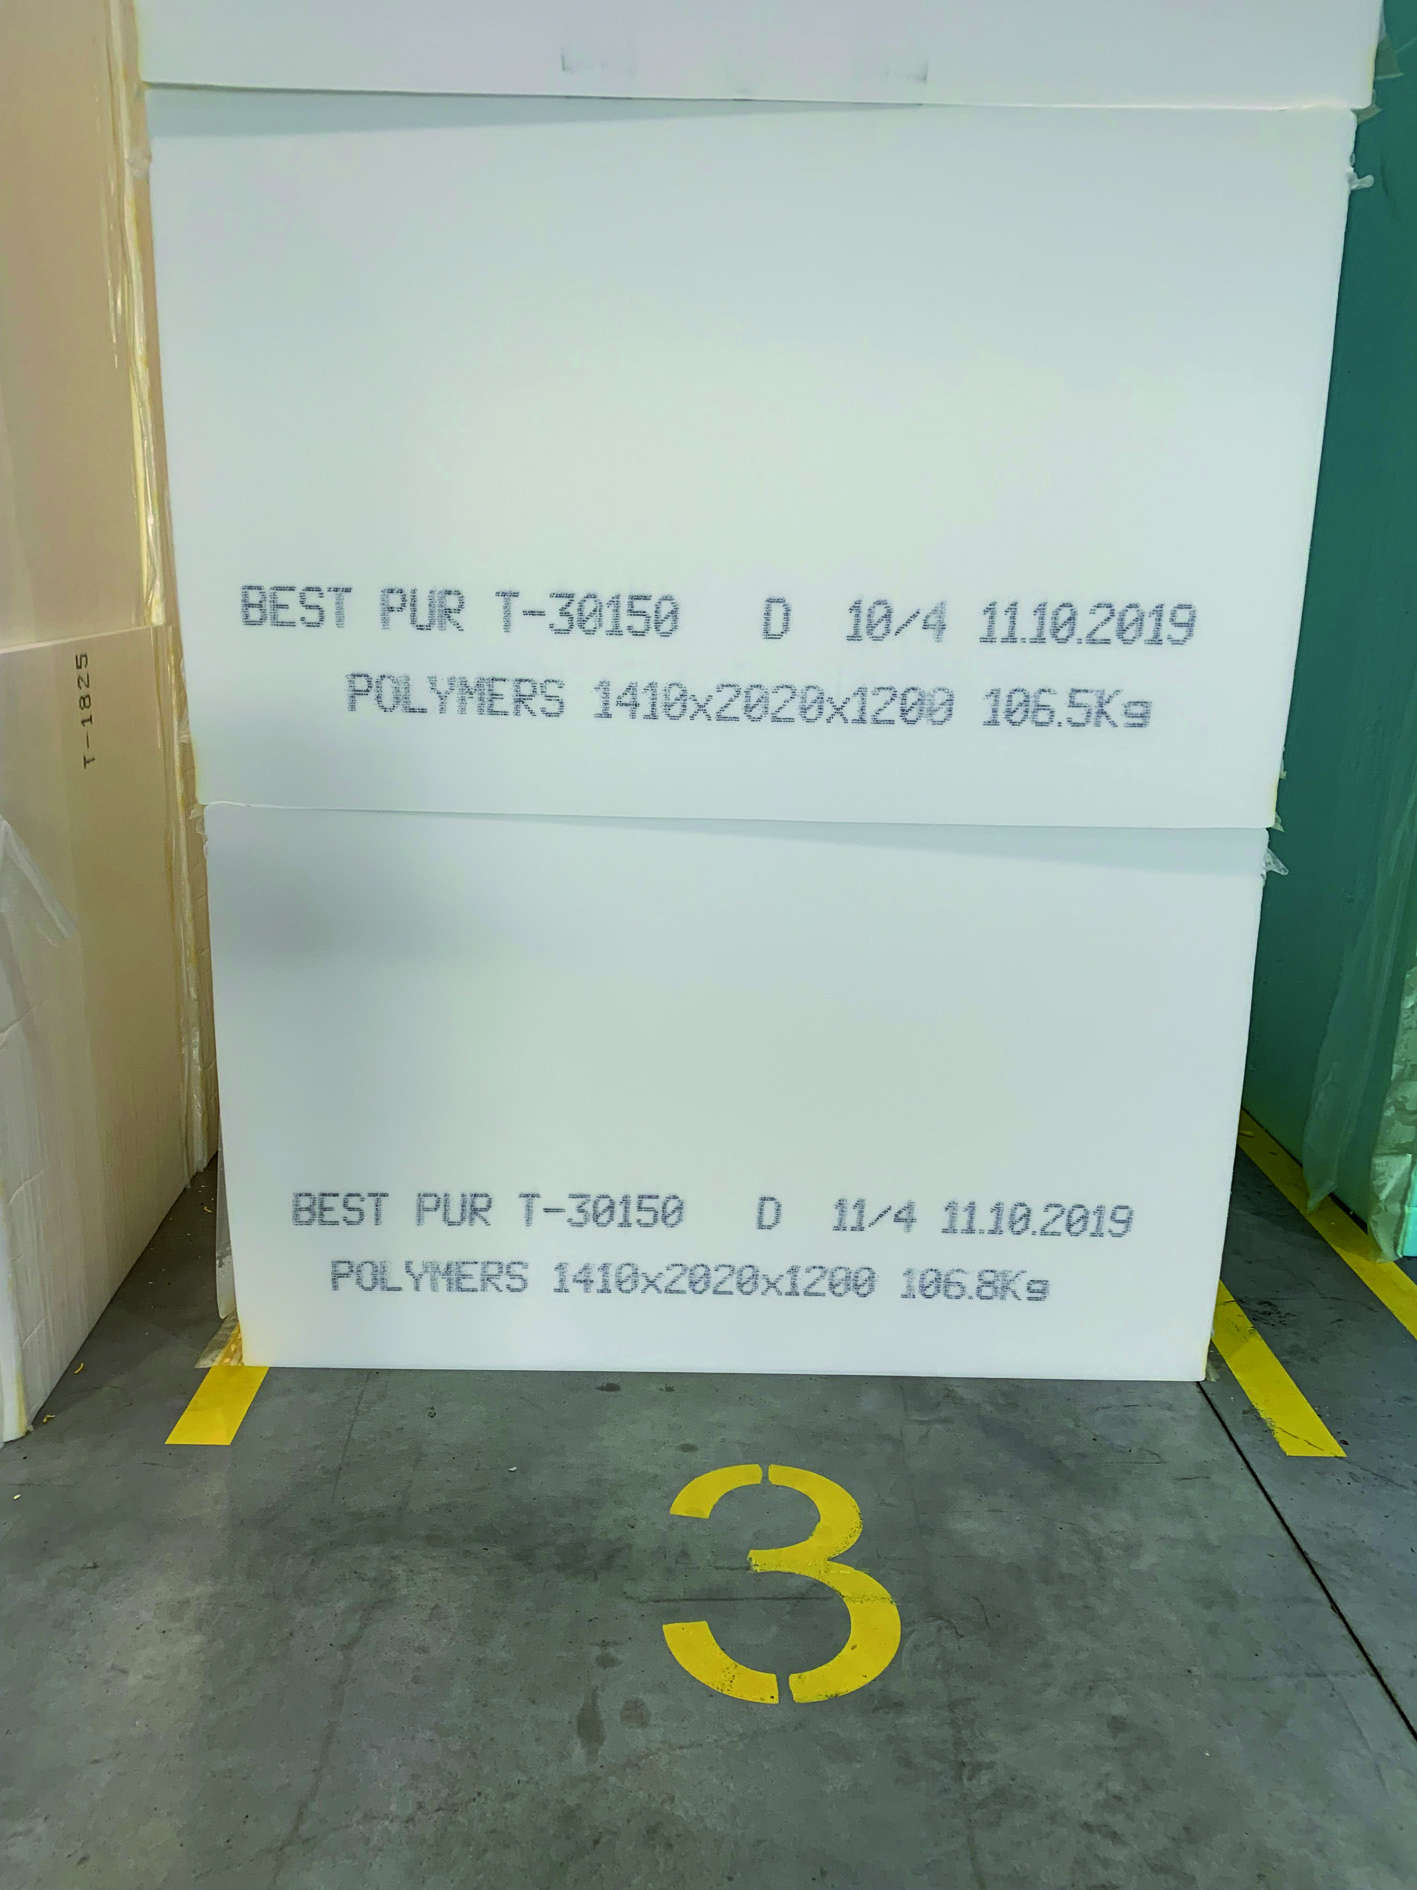 BEST PUR T-30150 D 10/4 11.10.2019
POLYMERS 1410x2020x1200 106.5Kg
T-1825
BEST PUR T-30150 D 11/4 11.10.2019
POLYMERS 1410x2020x1200 106.8Kg
3